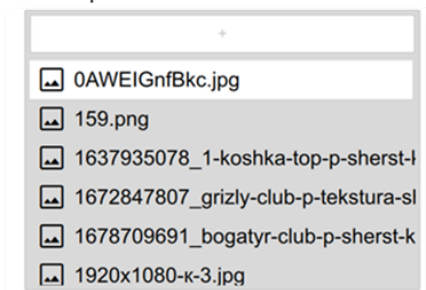 +
0AWEIGnfBkc.jpg
159.png
1637935078_1-koshka-top-p-sherst-
1672847807_grizly-club-p-tekstura-sl
1678709691_bogatyr-club-p-sherst-k
1920x1080-к-3.jpg